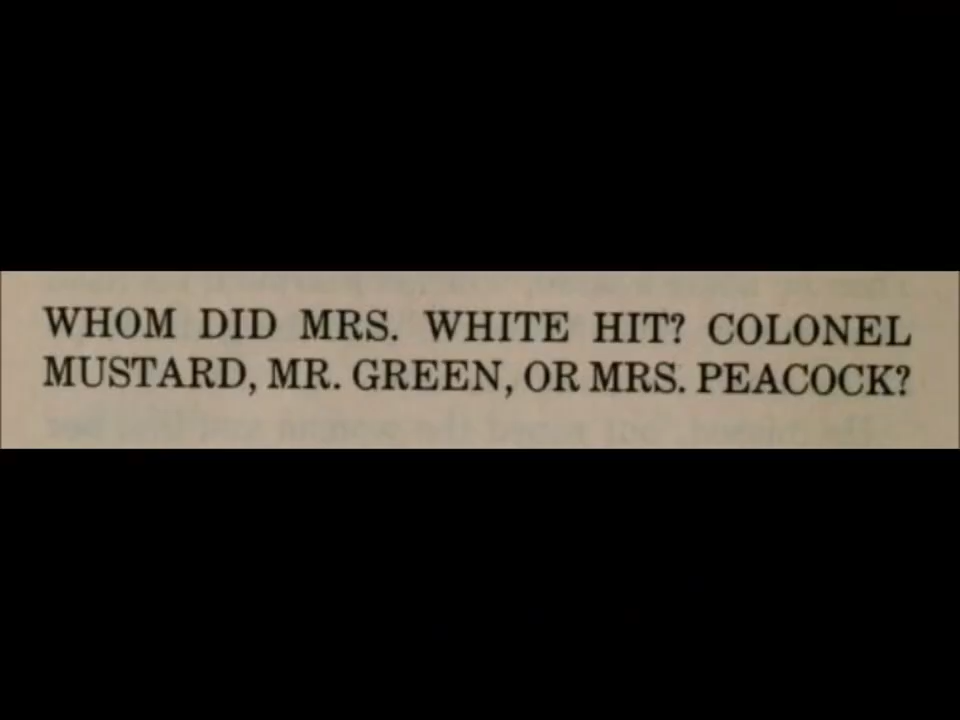 WHOM DID MRS. WHITE HIT? COLONEL
MUSTARD, MR. GREEN, OR MRS. PEACOCK?